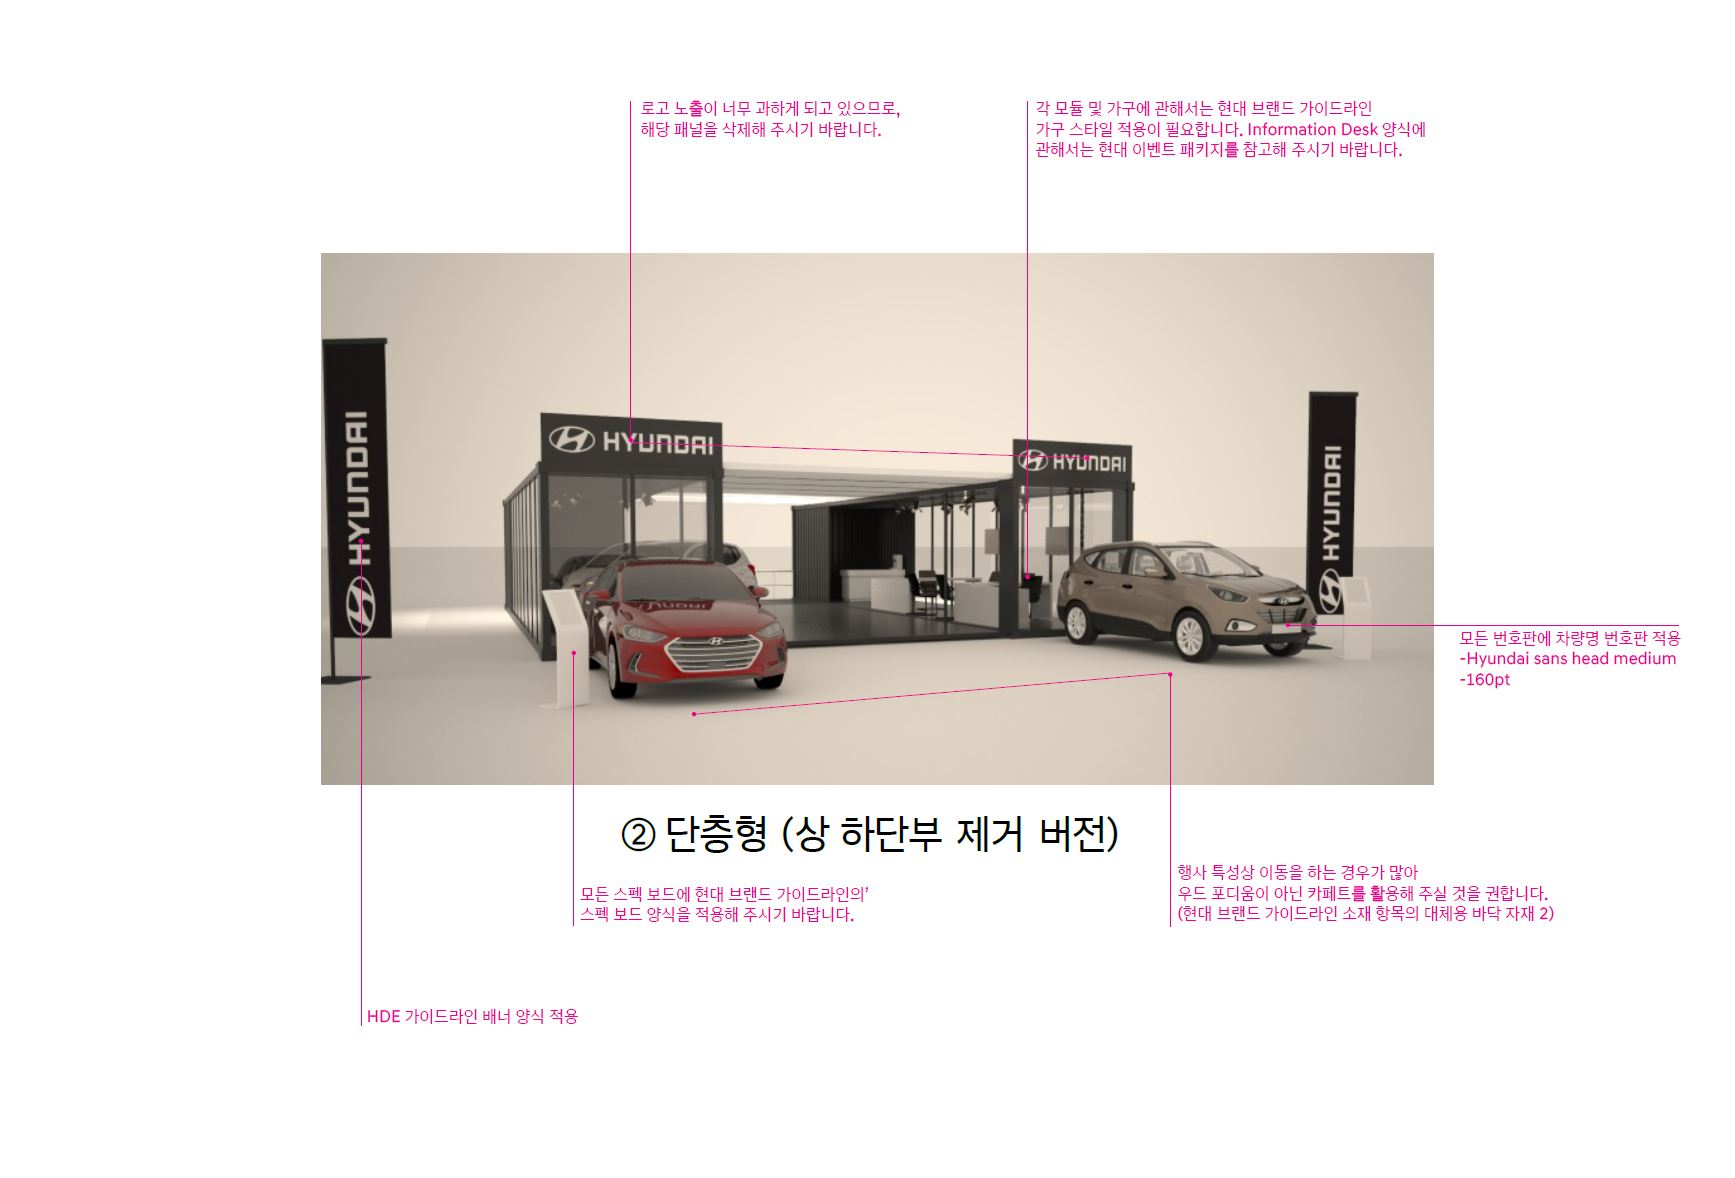 로고 노출이 너무 과하게 되고 있으므로,
해당 패널을 삭제해 주시기 바랍니다.
각 모듈 및 가구에 관해서는 현대 브랜드 가이드라인
가구 스타일 적용이 필요합니다. Information Desk 양식에
관해서는 현대 이벤트 패키지를 참고해 주시기 바랍니다.
HYUNDAI
HYUNDAI
HYUNDAI
HYUNDAI
모든 번호판에 차량명 번호판 적용
-Hyundai sans head medium
-160pt
② 단층형 (상 하단부 제거 버전)
모든 스펙 보드에 현대 브랜드 가이드라인의’
스펙 보드 양식을 적용해 주시기 바랍니다.
행사 특성상 이동을 하는 경우가 많아
우드 포디움이 아닌 카페트를 활용해 주실 것을 권합니다.
(현대 브랜드 가이드라인 소재 항목의 대체용 바닥 자재 2)
HDE 가이드라인 배너 양식 적용